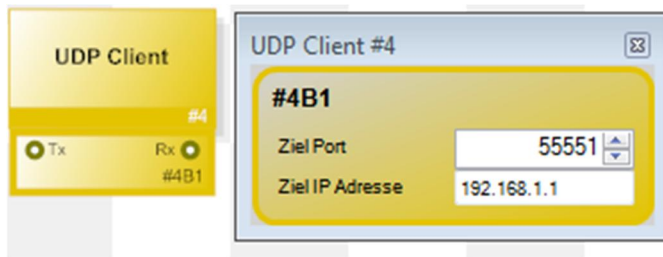 UDP Client
#4
Tx Rx
#4B1
UDP Client #4
#4B1
Ziel Port 55551
Ziel IP Adresse 192.168.1.1